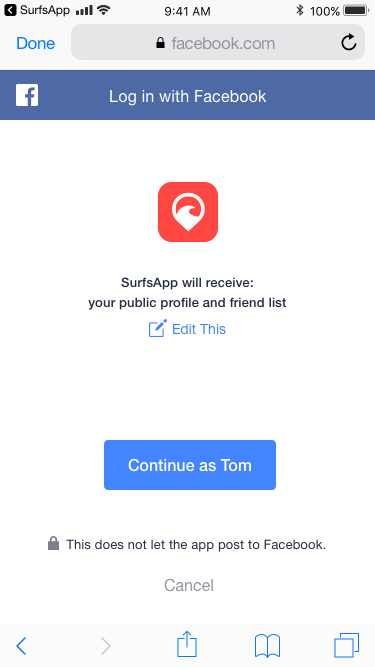 SurfsApp 9:41 AM 100%
Done facebook.com
Log in with Facebook
SurfsApp will receive:
your public profile and friend list
Edit This
Continue as Tom
This does not let the app post to Facebook.
Cancel